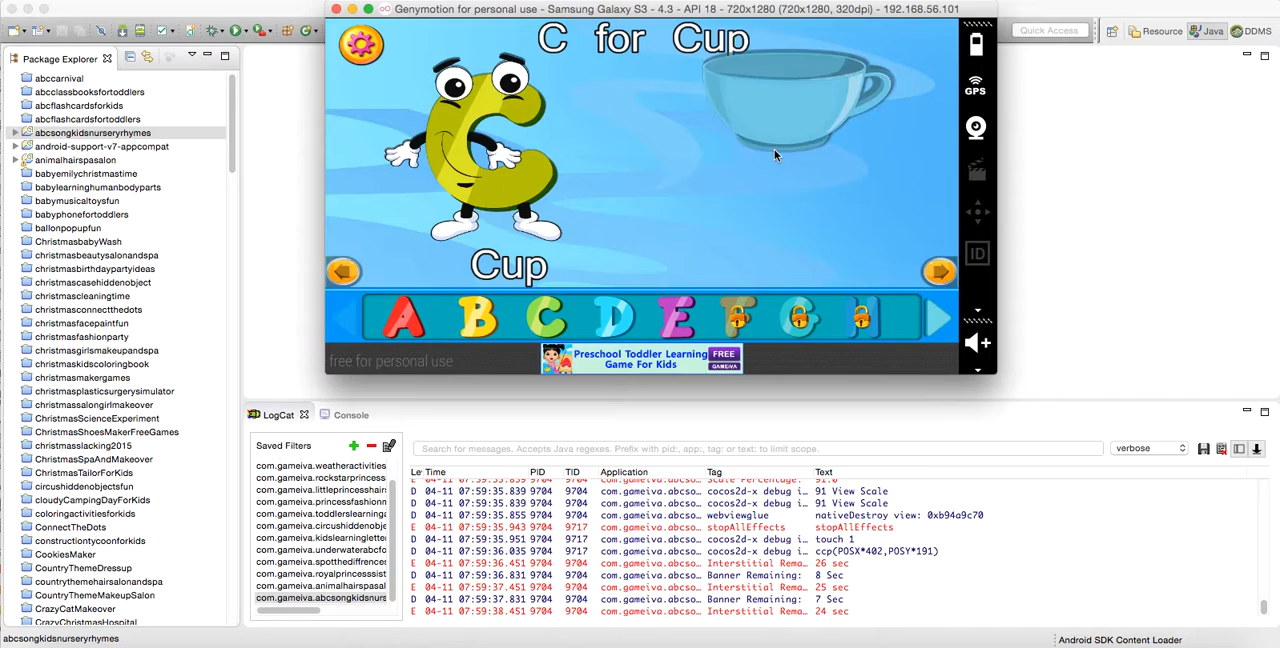 Genymotion for personal use - Samsung Galaxy S3 - 4.3 - API 18 - 720x1280 (720x1280, 320dpi) - 192.168.56.101
Quick Access
Resource
Java
DDMS
Package Explorer
abccarnival
abcclassbooksfortoddlers
abcflashcardsforkids
abcflashcardsfortoddlers
abcsongkidsnurseryrhymes
android-support-v7-appcompat
animalhairspasalon
babyemilychristmastime
babylearninghumanbodyparts
babymusicaltoysfun
babyphonefortoddlers
ballonpopupfun
ChristmasbabyWash
christmasbeautysalonandspa
christmasbirthdaypartyideas
christmascasehiddenobject
christmascleaningtime
christmasconnectthedots
christmasfacepaintfun
christmasfashionparty
christmasgirlsmakeupandspa
christmaskidscoloringbook
christmasmakergames
christmasplasticsurgerysimulator
christmassalongirlmakeover
ChristmasScienceExperiment
ChristmasShoesMakerFreeGames
christmasslacking2015
ChristmasSpaAndMakeover
ChristmasTailorForKids
circushiddenobjectsfun
cloudyCampingDayForKids
coloringactivitiesforkids
ConnectTheDots
constructiontycoonforkids
CookiesMaker
CountryThemeDressup
countrythemehairsalonandspa
CountryThemeMakeupSalon
CrazyCatMakeover
CrazyChristmasHospital
C for Cup
Cup
A B C D E F G H
free for personal use
Preschool Toddler Learning
Game For Kids
FREE
GAMEIVA
GPS
ID
LogCat
Console
Saved Filters
com.gameiva.weatheractivities
com.gameiva.rockstarprincess
com.gameiva.littleprincesshairs
com.gameiva.princessfashionm
com.gameiva.toddlerslearninga
com.gameiva.circushiddenobje
com.gameiva.kidslearninglette
com.gameiva.underwaterabcfo
com.gameiva.spotthedifferences
com.gameiva.royalprincesssist
com.gameiva.animalhairspasal
com.gameiva.abcsongkidsnurs
Search for messages. Accepts Java regexes. Prefix with pid:, app:, tag: or text: to limit scope.
verbose
Le Time PID TID Application Tag Text
D 04-11 07:59:35.839 9704 9704 com.gameiva.abcso... cocos2d-x debug i... 91 View Scale
D 04-11 07:59:35.839 9704 9704 com.gameiva.abcso... cocos2d-x debug i... 91 View Scale
D 04-11 07:59:35.855 9704 9704 com.gameiva.abcso... webviewglue nativeDestroy view: 0xb94a9c70
E 04-11 07:59:35.943 9704 9717 com.gameiva.abcso... stopAllEffects stopAllEffects
D 04-11 07:59:35.951 9704 9717 com.gameiva.abcso... cocos2d-x debug i... touch 1
D 04-11 07:59:36.035 9704 9717 com.gameiva.abcso... cocos2d-x debug i... ccp(POSX*402,POSY*191)
E 04-11 07:59:36.451 9704 9704 com.gameiva.abcso... Interstitial Rema... 26 sec
D 04-11 07:59:36.831 9704 9704 com.gameiva.abcso... Banner Remaining: 8 Sec
E 04-11 07:59:37.451 9704 9704 com.gameiva.abcso... Interstitial Rema... 25 sec
D 04-11 07:59:37.831 9704 9704 com.gameiva.abcso... Banner Remaining: 7 Sec
E 04-11 07:59:38.451 9704 9704 com.gameiva.abcso... Interstitial Rema... 24 sec
abcsongkidsnurseryrhymes
Android SDK Content Loader